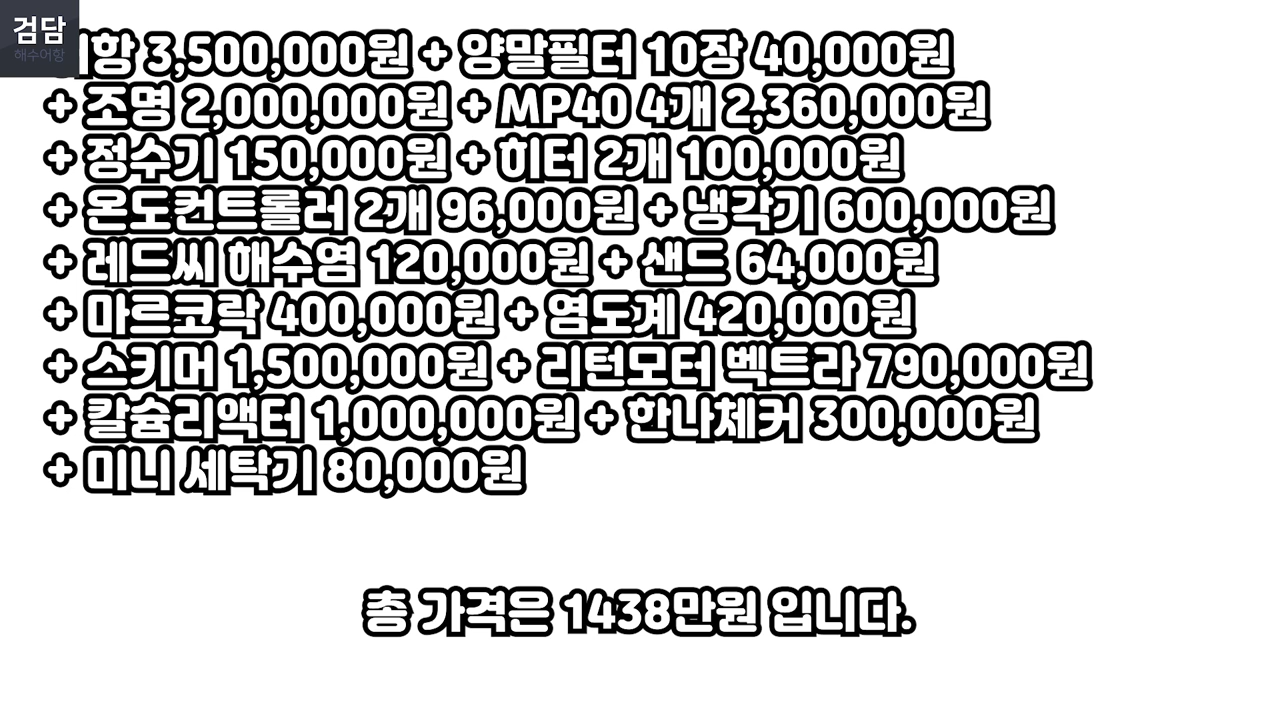 검담
해수어항
어항 3,500,000원 + 양말필터 10장 40,000원
+ 조명 2,000,000원 + MP40 4개 2,360,000원
+ 정수기 150,000원 + 히터 2개 100,000원
+ 온도컨트롤러 2개 96,000원 + 냉각기 600,000원
+ 레드씨 해수염 120,000원 + 샌드 64,000원
+ 마르코락 400,000원 + 염도계 420,000원
+ 스키머 1,500,000원 + 리턴모터 벡트라 790,000원
+ 칼슘리액터 1,000,000원 + 한나체커 300,000원
+ 미니 세탁기 80,000원
총 가격은 1438만원 입니다.